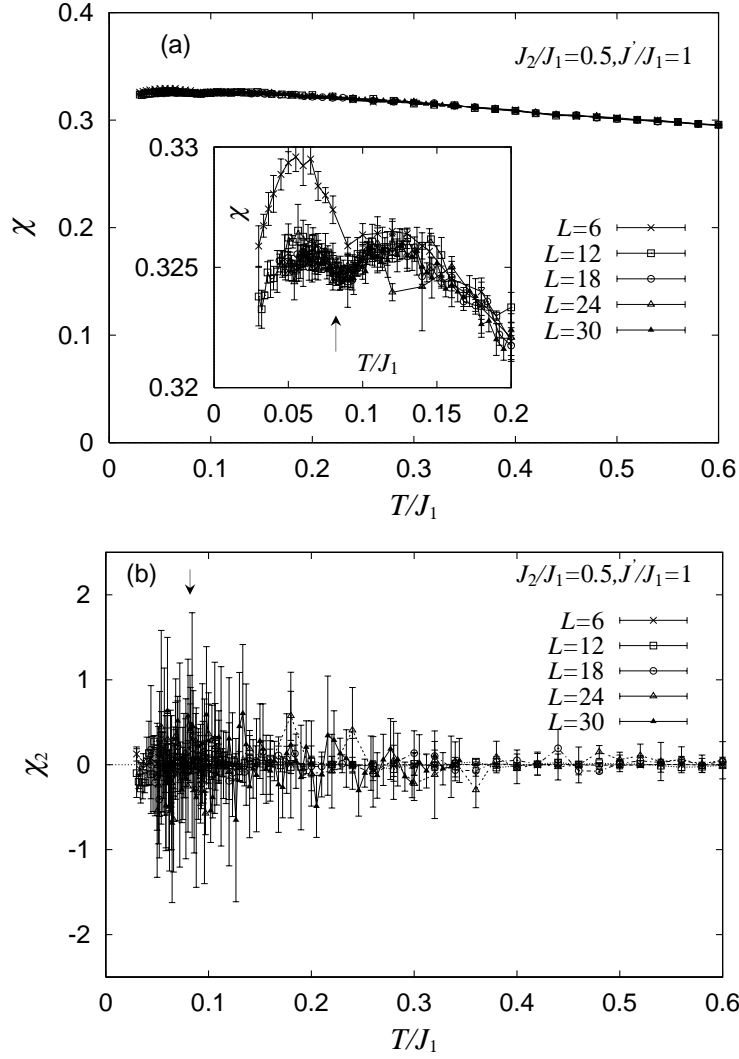 (a)
J2/J1=0.5,J'/J1=1
0.4
0.3
0.2
0.1
0
χ
0.33
0.325
0.32
χ
T/J1
0 0.05 0.1 0.15 0.2
L=6
L=12
L=18
L=24
L=30
0 0.1 0.2 0.3 0.4 0.5 0.6
T/J1
(b)
J2/J1=0.5,J'/J1=1
2
1
0
-1
-2
χ2
L=6
L=12
L=18
L=24
L=30
0 0.1 0.2 0.3 0.4 0.5 0.6
T/J1